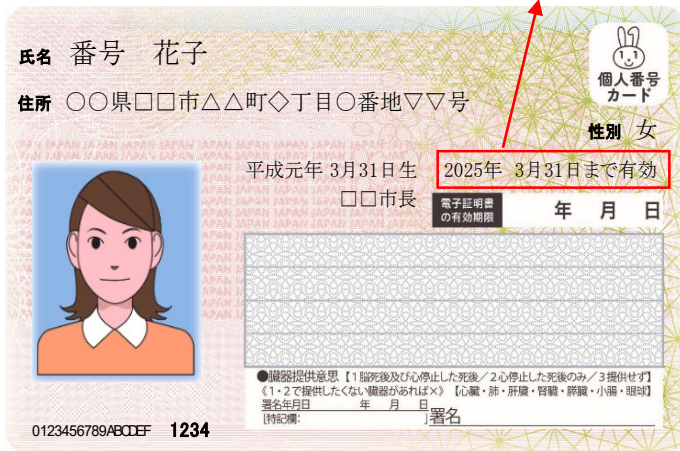 氏名 番号 花子
個人番号
カード
住所 〇〇県□□市△△町◇丁目〇番地▽▽号
性別 女
平成元年 3月31日生 2025年 3月31日まで有効
□□市長
電子証明書
の有効期限
年 月 日
●臓器提供意思【1脳死後及び心停止した死後/2心停止した死後のみ/3提供せず】
《1・2で提供したくない臓器があれば×》【心臓・肺・肝臓・腎臓・膵臓・小腸・眼球】
署名年月日 年 月 日
[特記欄: ]署名
0123456789ABCDEF 1234